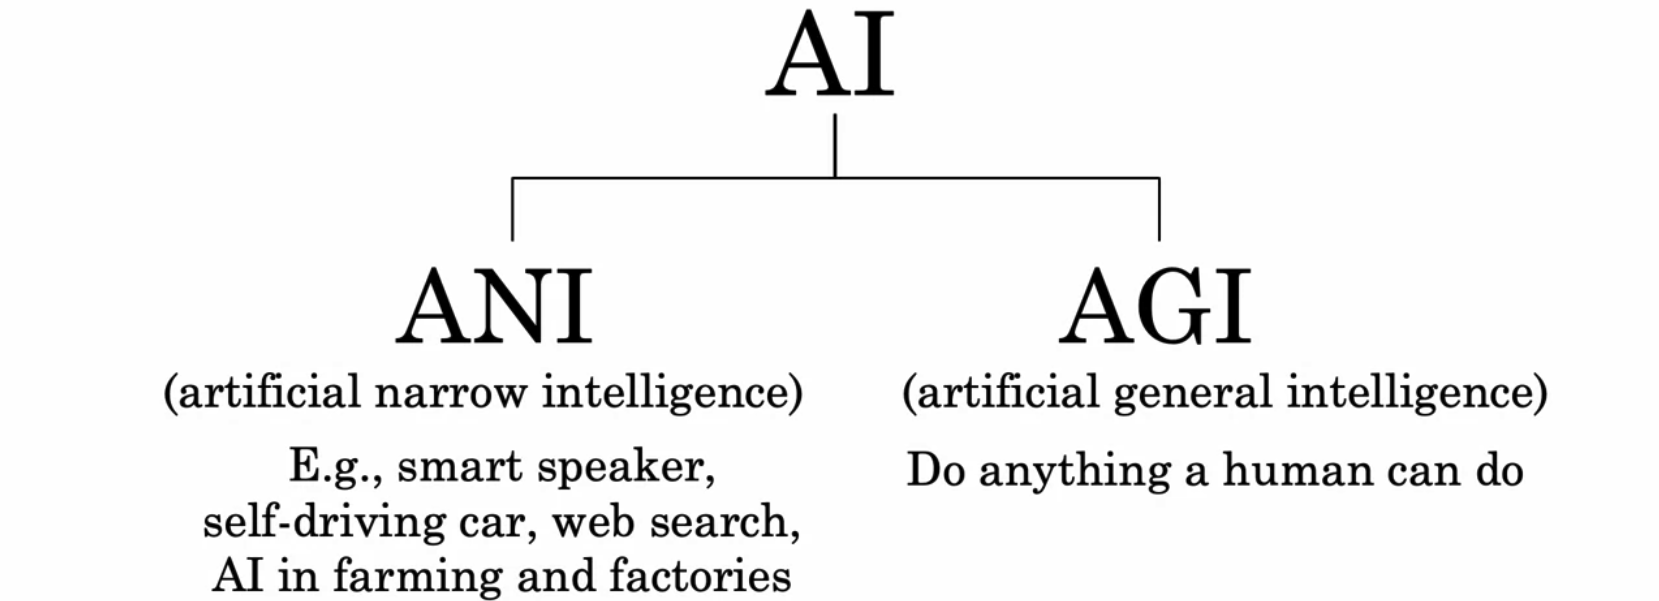 AI
ANI
AGI
(artificial narrow intelligence)
(artificial general intelligence)
E.g., smart speaker,
self-driving car, web search,
AI in farming and factories
Do anything a human can do